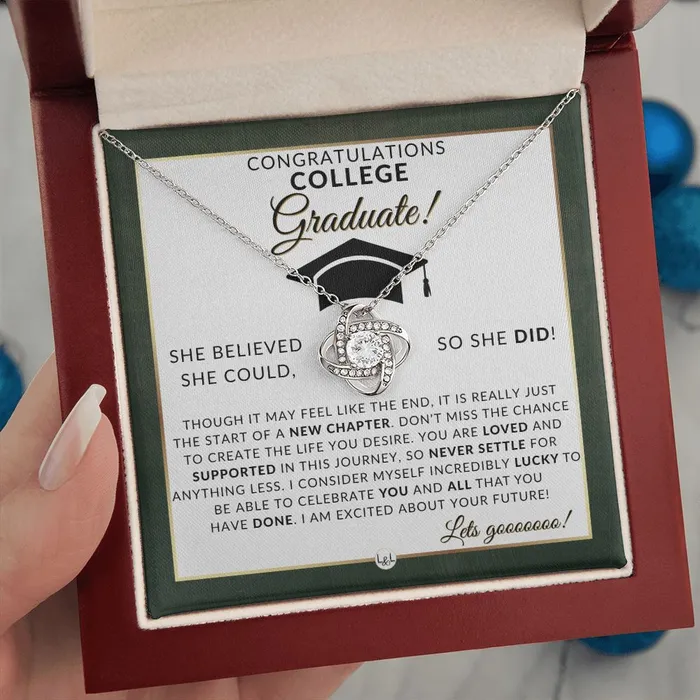 CONGRATULATIONS
COLLEGE
Graduate!
SHE BELIEVED
SHE COULD,
SO SHE DID!
THOUGH IT MAY FEEL LIKE THE END, IT IS REALLY JUST
THE START OF A NEW CHAPTER. DON'T MISS THE CHANCE
TO CREATE THE LIFE YOU DESIRE. YOU ARE LOVED AND
SUPPORTED IN THIS JOURNEY, SO NEVER SETTLE FOR
ANYTHING LESS. I CONSIDER MYSELF INCREDIBLY LUCKY TO
BE ABLE TO CELEBRATE YOU AND ALL THAT YOU
HAVE DONE. I AM EXCITED ABOUT YOUR FUTURE!
Lets gooooooo!
L&L